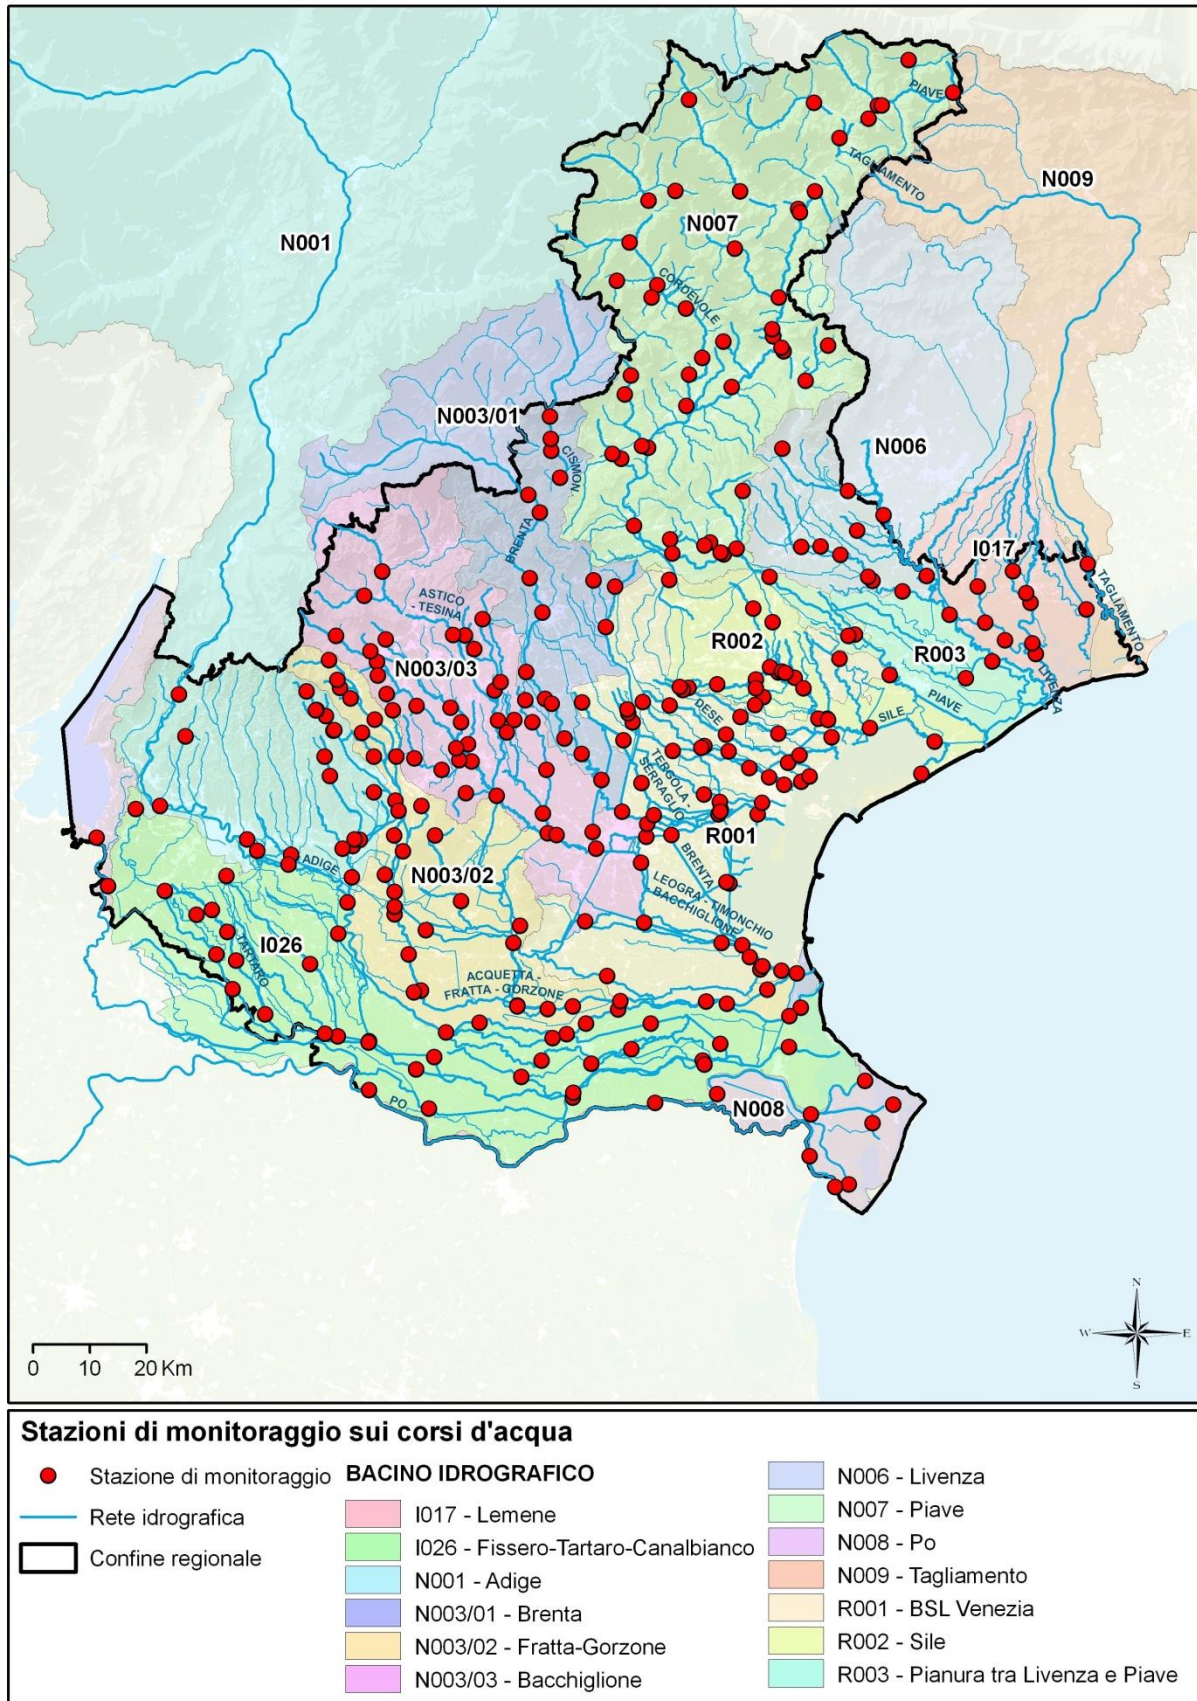 PIAVE
TAGLIAMENTO
N009
N007
N001
CORDEVOLE
N003/01
N006
CISMON
BRENTA
I017
TAGLIAMENTO
ASTICO
- TESINA
R002
N003/03
R003
LIVENZA
DESE
SILE
PIAVE
TERGOLA -
SERRAGLIO
R001
BRENTA
ADIGE
N003/02
LEOGRA - TIMONCHIO
BACCHIGLIONE
TARTARO
I026
ACQUETTA -
FRATTA - GORZONE
PO
N008
N
W E
S
0 10 20 Km
Stazioni di monitoraggio sui corsi d'acqua
Stazione di monitoraggio
Rete idrografica
Confine regionale
BACINO IDROGRAFICO
I017 - Lemene
I026 - Fissero-Tartaro-Canalbianco
N001 - Adige
N003/01 - Brenta
N003/02 - Fratta-Gorzone
N003/03 - Bacchiglione
N006 - Livenza
N007 - Piave
N008 - Po
N009 - Tagliamento
R001 - BSL Venezia
R002 - Sile
R003 - Pianura tra Livenza e Piave